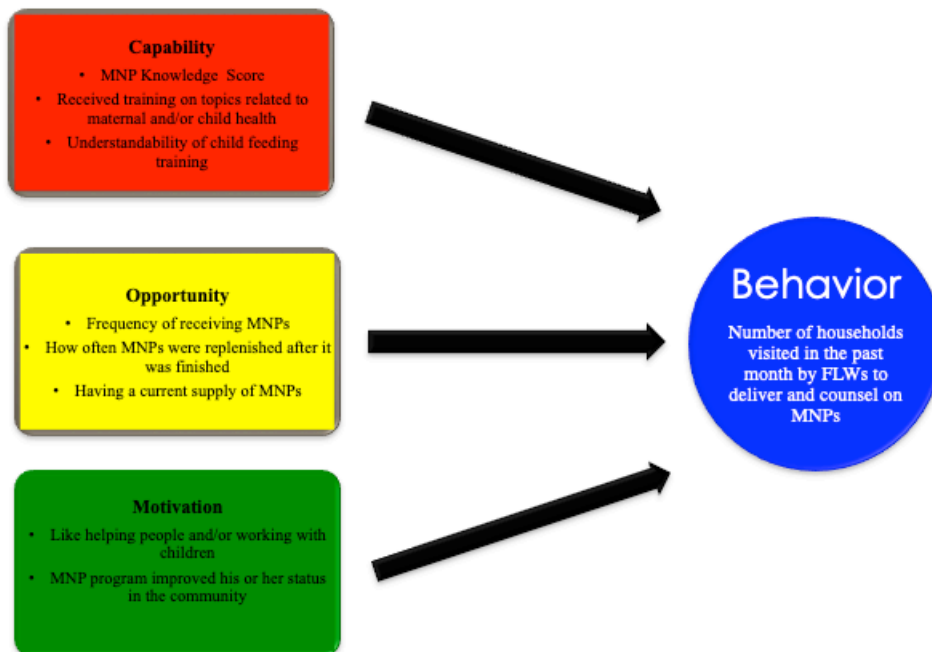 Capability
• MNP Knowledge Score
• Received training on topics related to
maternal and/or child health
• Understandability of child feeding
training
Opportunity
• Frequency of receiving MNPs
• How often MNPs were replenished after it
was finished
• Having a current supply of MNPs
Motivation
• Like helping people and/or working with
children
• MNP program improved his or her status
in the community
Behavior
Number of households
visited in the past
month by FLWs to
deliver and counsel on
MNPs